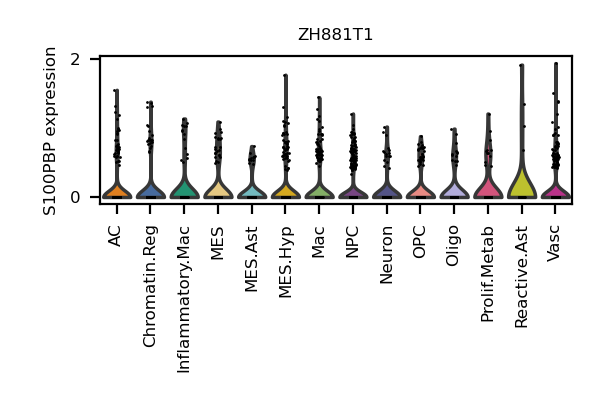 ZH881T1
S100PBP expression
2
0
AC
Chromatin.Reg
Inflammatory.Mac
MES
MES.Ast
MES.Hyp
Mac
NPC
Neuron
OPC
Oligo
Prolif.Metab
Reactive.Ast
Vasc